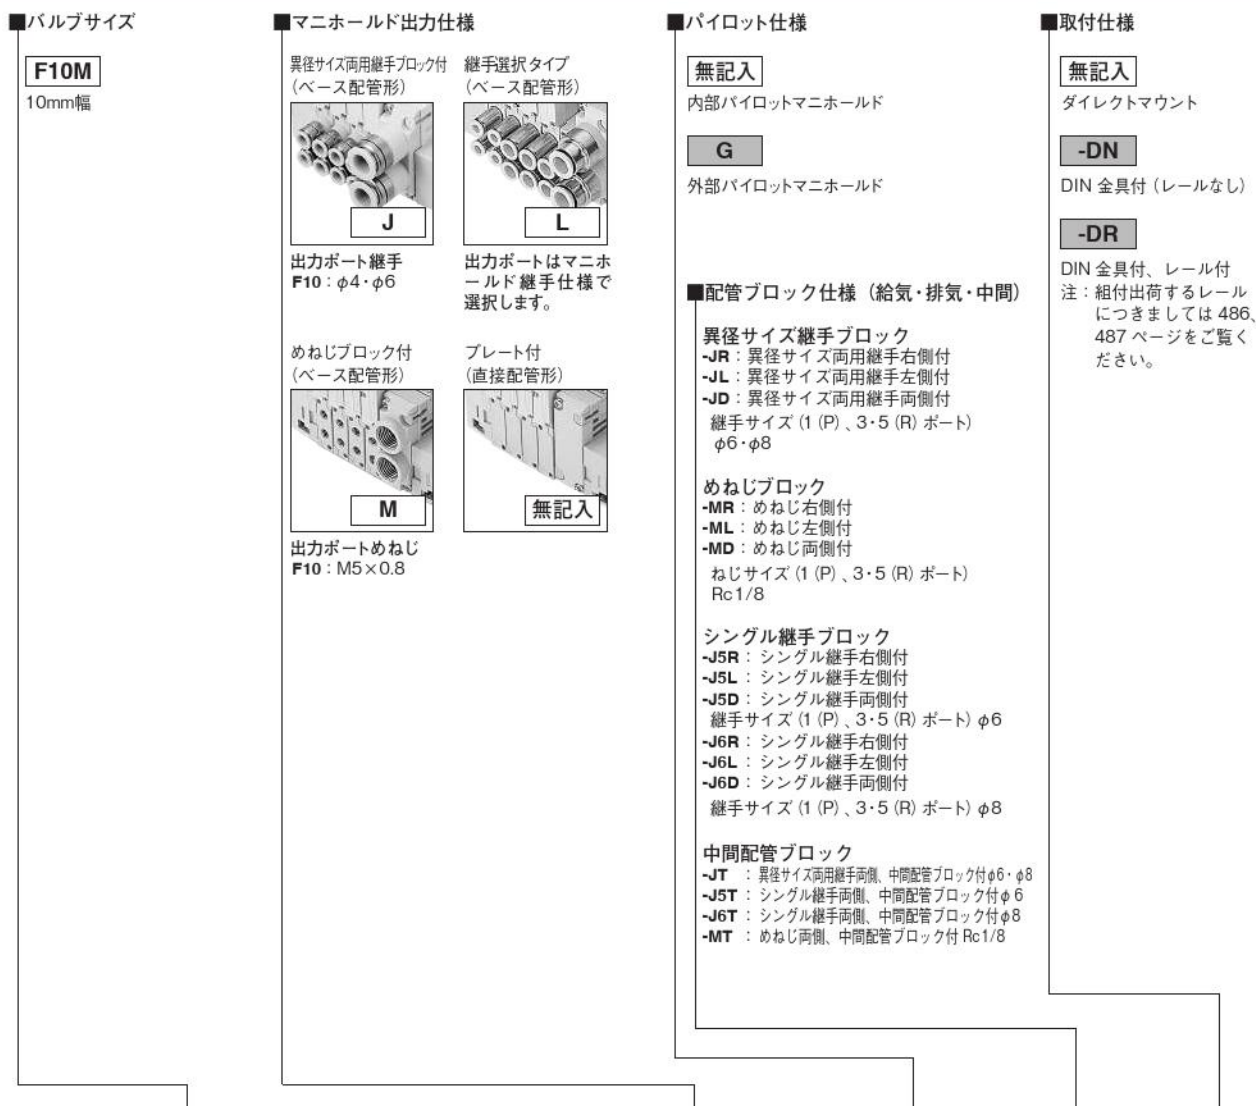 ■バルブサイズ
F10M
10mm幅
■マニホールド出力仕様
異径サイズ両用継手ブロック付
(ベース配管形)
J
出力ポート継手
F10：φ4・φ6
継手選択タイプ
(ベース配管形)
L
出力ポートはマニホ
ールド継手仕様で
選択します。
めねじブロック付
(ベース配管形)
M
出力ポートめねじ
F10：M5×0.8
プレート付
(直接配管形)
無記入
■パイロット仕様
無記入
内部パイロットマニホールド
G
外部パイロットマニホールド
■配管ブロック仕様（給気・排気・中間）
異径サイズ継手ブロック
-JR：異径サイズ両用継手右側付
-JL：異径サイズ両用継手左側付
-JD：異径サイズ両用継手両側付
継手サイズ (1 (P) 、3・5 (R) ポート)
φ6・φ8
めねじブロック
-MR：めねじ右側付
-ML：めねじ左側付
-MD：めねじ両側付
ねじサイズ (1 (P) 、3・5 (R) ポート)
Rc1/8
シングル継手ブロック
-J5R：シングル継手右側付
-J5L：シングル継手左側付
-J5D：シングル継手両側付
継手サイズ (1 (P) 、3・5 (R) ポート) φ6
-J6R：シングル継手右側付
-J6L：シングル継手左側付
-J6D：シングル継手両側付
継手サイズ (1 (P) 、3・5 (R) ポート) φ8
中間配管ブロック
-JT ：異径サイズ両用継手両側、中間配管ブロック付φ6・φ8
-J5T：シングル継手両側、中間配管ブロック付φ6
-J6T：シングル継手両側、中間配管ブロック付φ8
-MT ：めねじ両側、中間配管ブロック付 Rc1/8
■取付仕様
無記入
ダイレクトマウント
-DN
DIN 金具付（レールなし）
-DR
DIN 金具付、レール付
注：組付出荷するレール
につきましては 486、
487 ページをご覧く
ださい。